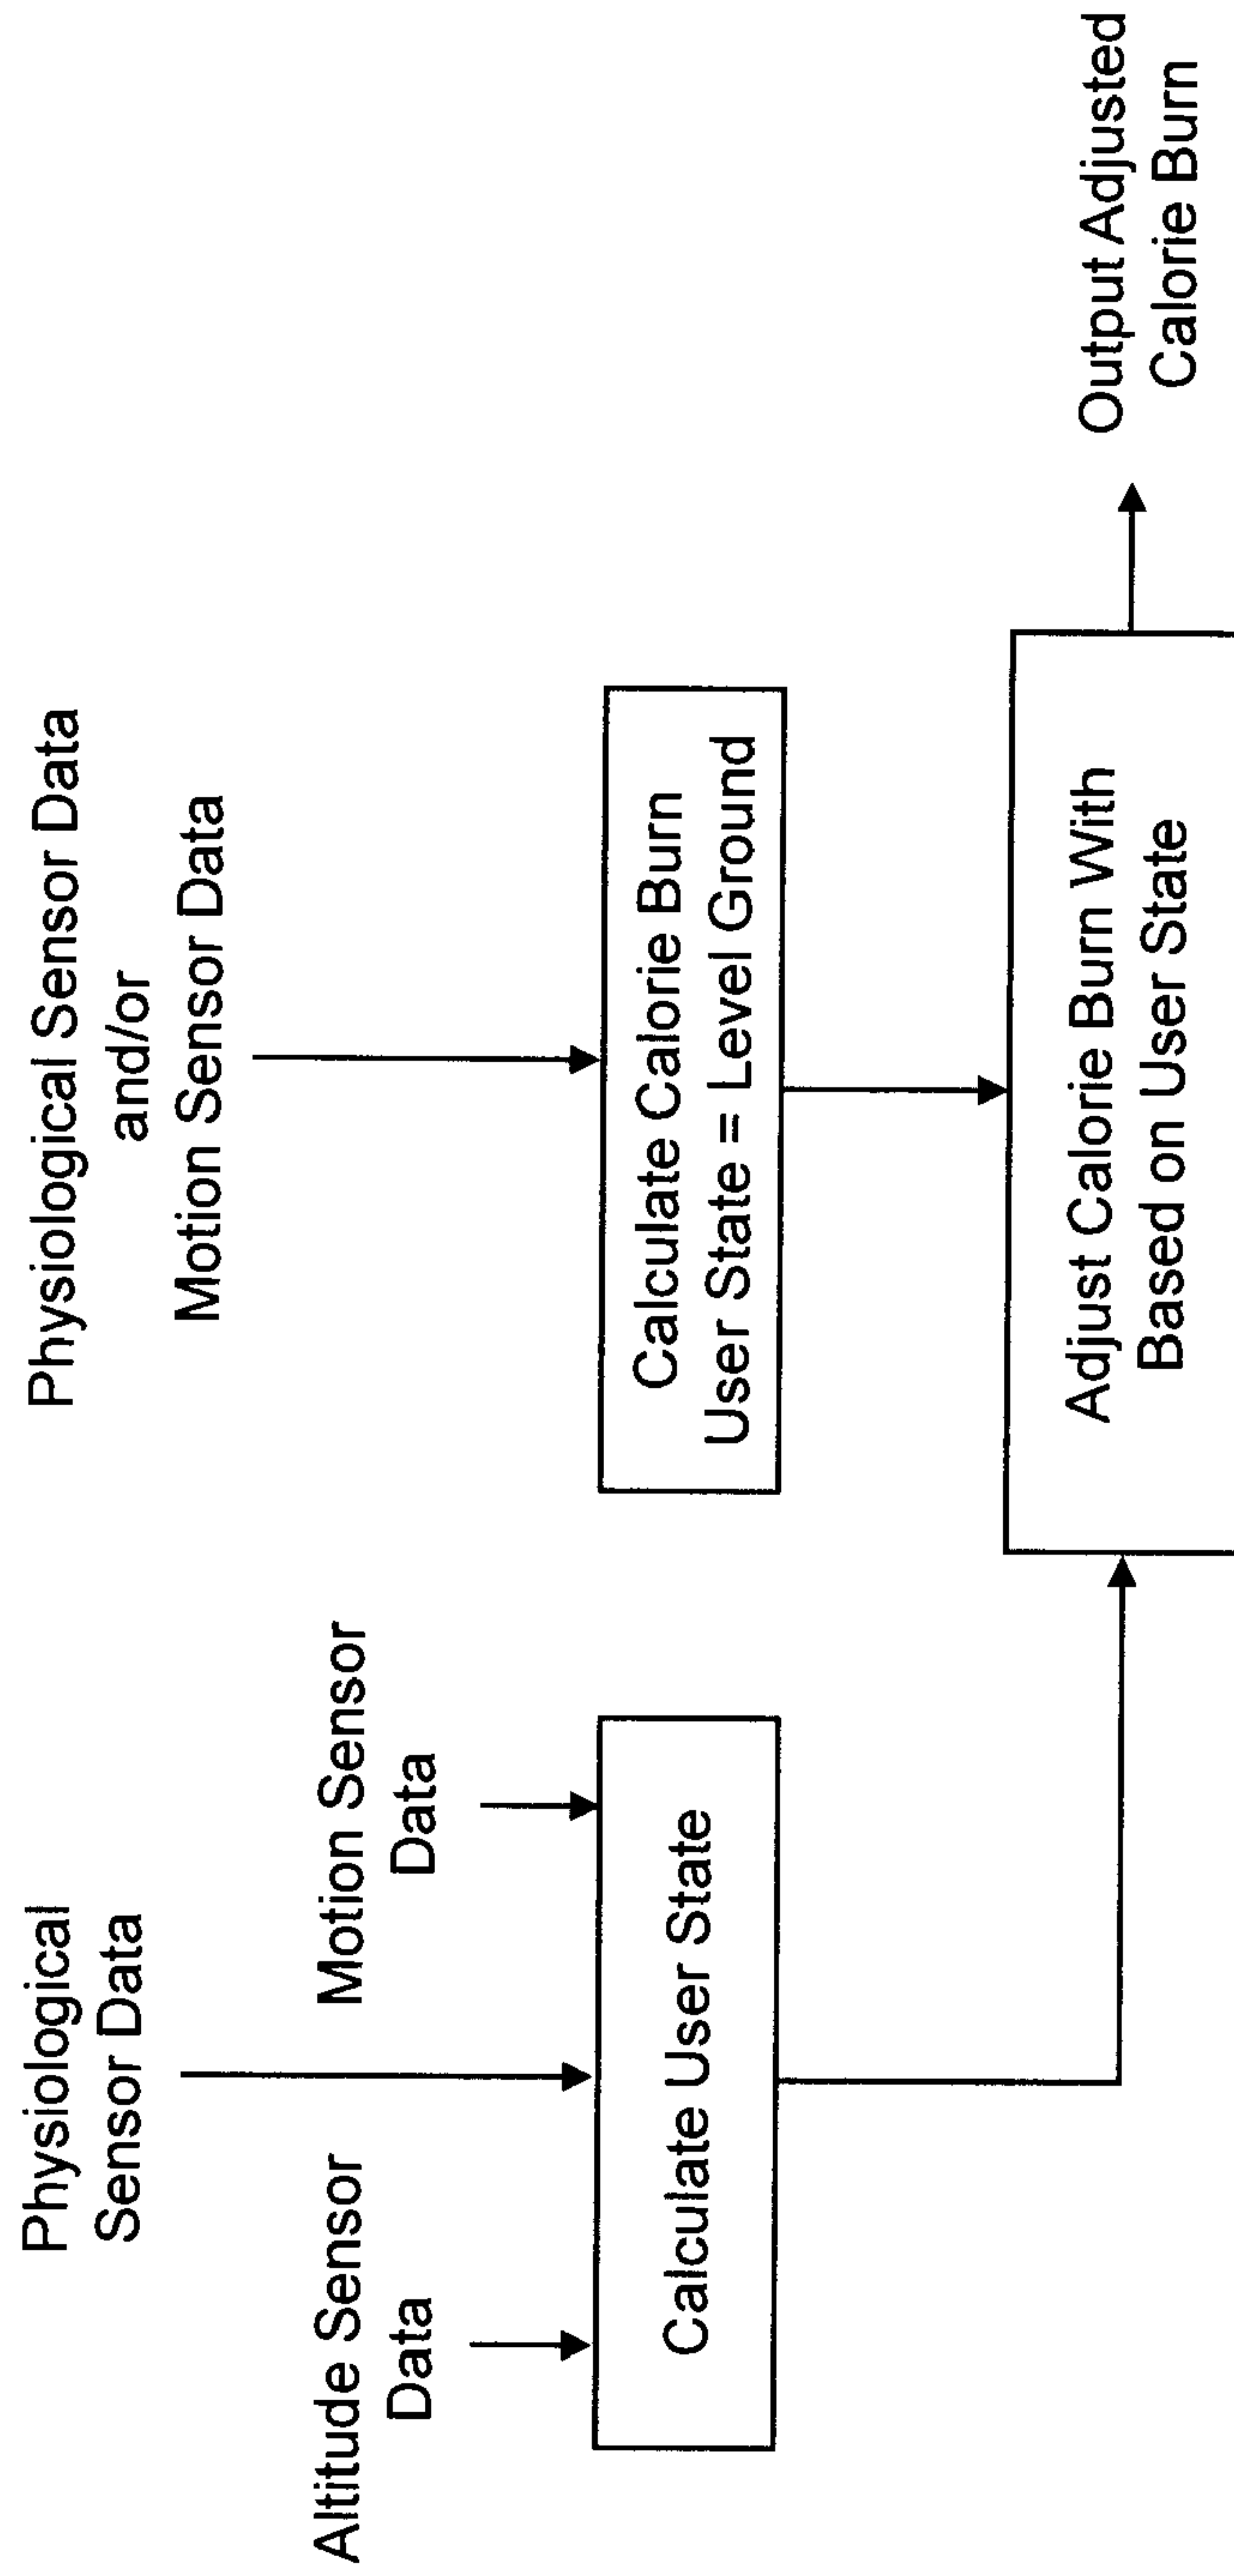 Physiological
Sensor Data
Altitude Sensor
Data
Motion Sensor
Data
Calculate User State
Physiological Sensor Data
and/or
Motion Sensor Data
Calculate Calorie Burn
User State = Level Ground
Adjust Calorie Burn With
Based on User State
Output Adjusted
Calorie Burn